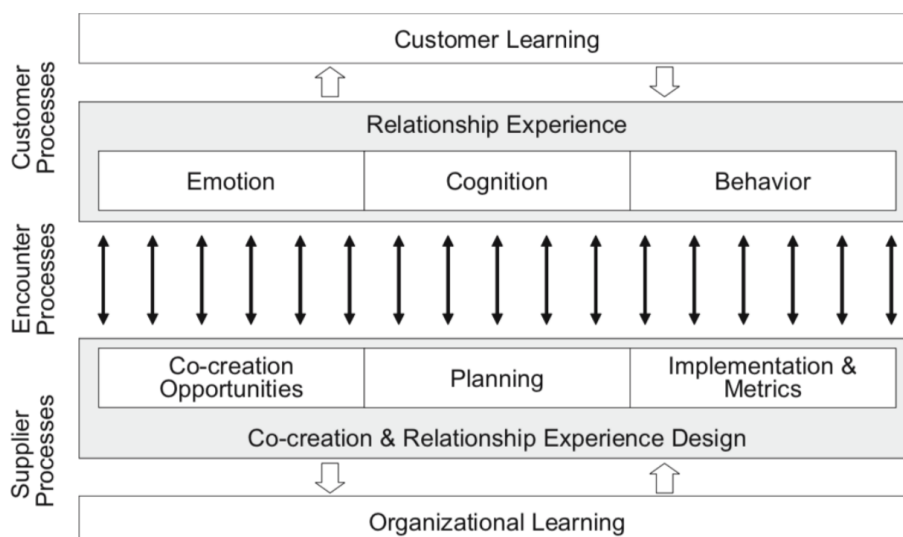 Customer Learning
Customer
Processes
Relationship Experience
Emotion
Cognition
Behavior
Encounter
Processes
Co-creation
Opportunities
Planning
Implementation &
Metrics
Supplier
Processes
Co-creation & Relationship Experience Design
Organizational Learning